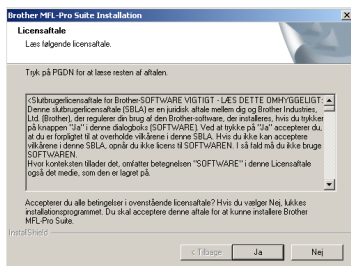 Brother MFL-Pro Suite Installation
Licensaftale
Læs følgende licensaftale.
Tryk på PGDN for at læse resten af aftalen.
<Slutbrugerlicensaftale for Brother-SOFTWARE VIGTIGT - LÆS DETTE OMHYGGELIGT:
Denne slutbrugerlicensaftale (SBLA) er en juridisk aftale mellem dig og Brother Industries,
Ltd. (Brother), der regulerer din brug af den Brother-software, der installeres, hvis du trykker
på knappen "Ja" i denne dialogboks (SOFTWARE). Ved at trykke på "Ja" accepterer du,
at du er forpligtet til at overholde vilkårene i denne SBLA. Hvis du ikke kan acceptere
vilkårene i denne SBLA, opnår du ikke licens til SOFTWAREN. I så fald må du ikke bruge
SOFTWAREN.
Hvor konteksten tillader det, omfatter betegnelsen "SOFTWARE" i denne Licensaftale
også det medie, som den er lagret på.
Accepterer du alle betingelser i ovenstående licensaftale? Hvis du vælger Nej, lukkes
installationsprogrammet. Du skal acceptere denne aftale for at kunne installere Brother
MFL-Pro Suite.
InstallShield
< Tilbage
Ja
Nej